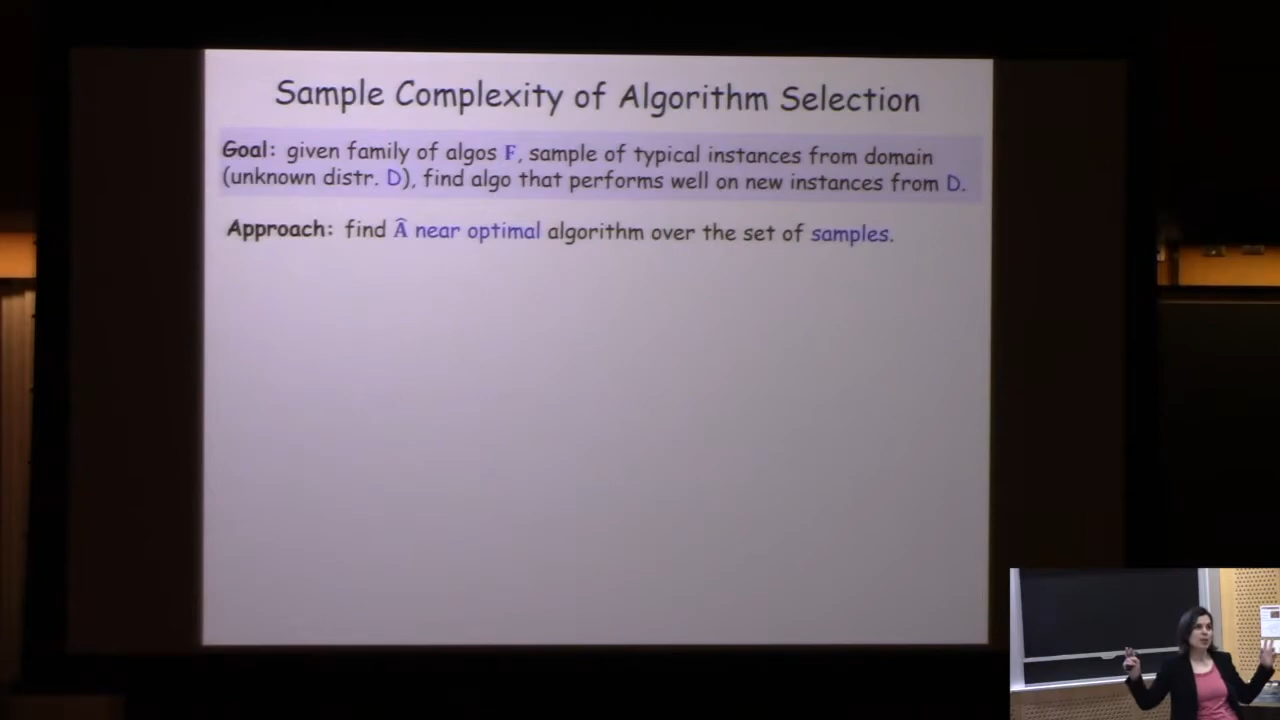 Sample Complexity of Algorithm Selection
Goal: given family of algos F, sample of typical instances from domain
(unknown distr. D), find algo that performs well on new instances from D.
Approach: find Â near optimal algorithm over the set of samples.